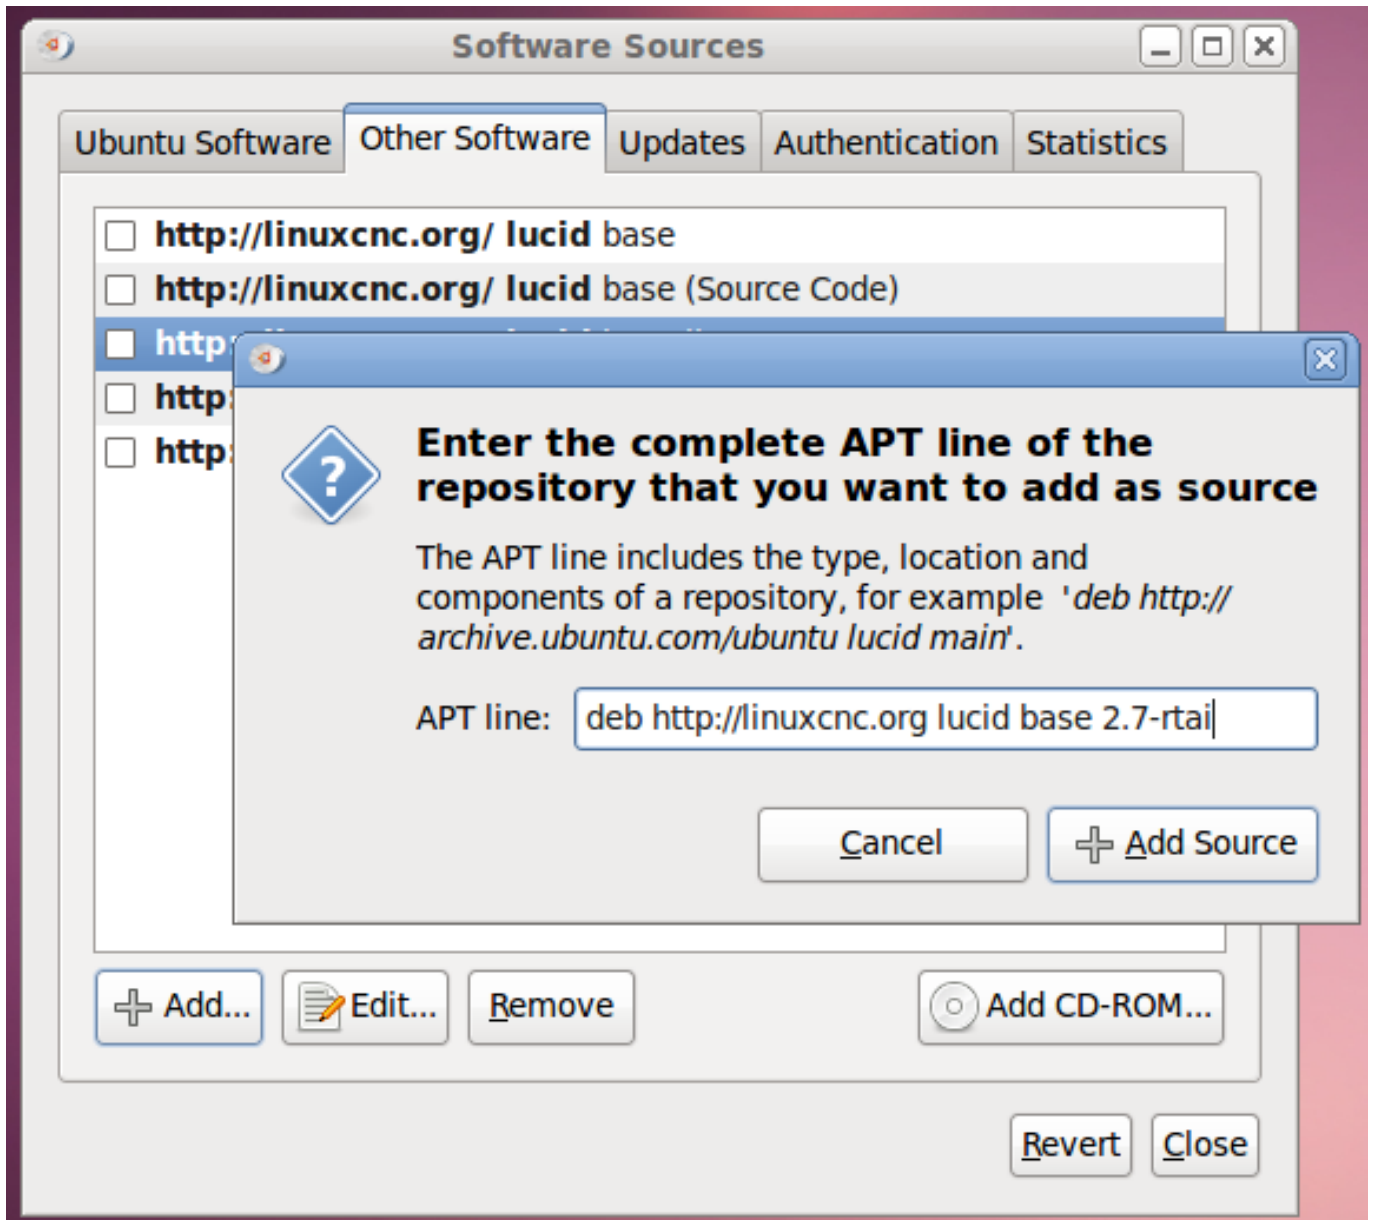 Software Sources
Ubuntu Software Other Software Updates Authentication Statistics
http://linuxcnc.org/ lucid base
http://linuxcnc.org/ lucid base (Source Code)
http:
http:
http:
Enter the complete APT line of the
repository that you want to add as source
The APT line includes the type, location and
components of a repository, for example 'deb http://
archive.ubuntu.com/ubuntu lucid main'.
APT line: deb http://linuxcnc.org lucid base 2.7-rtai
Cancel Add Source
Add... Edit... Remove Add CD-ROM...
Revert Close